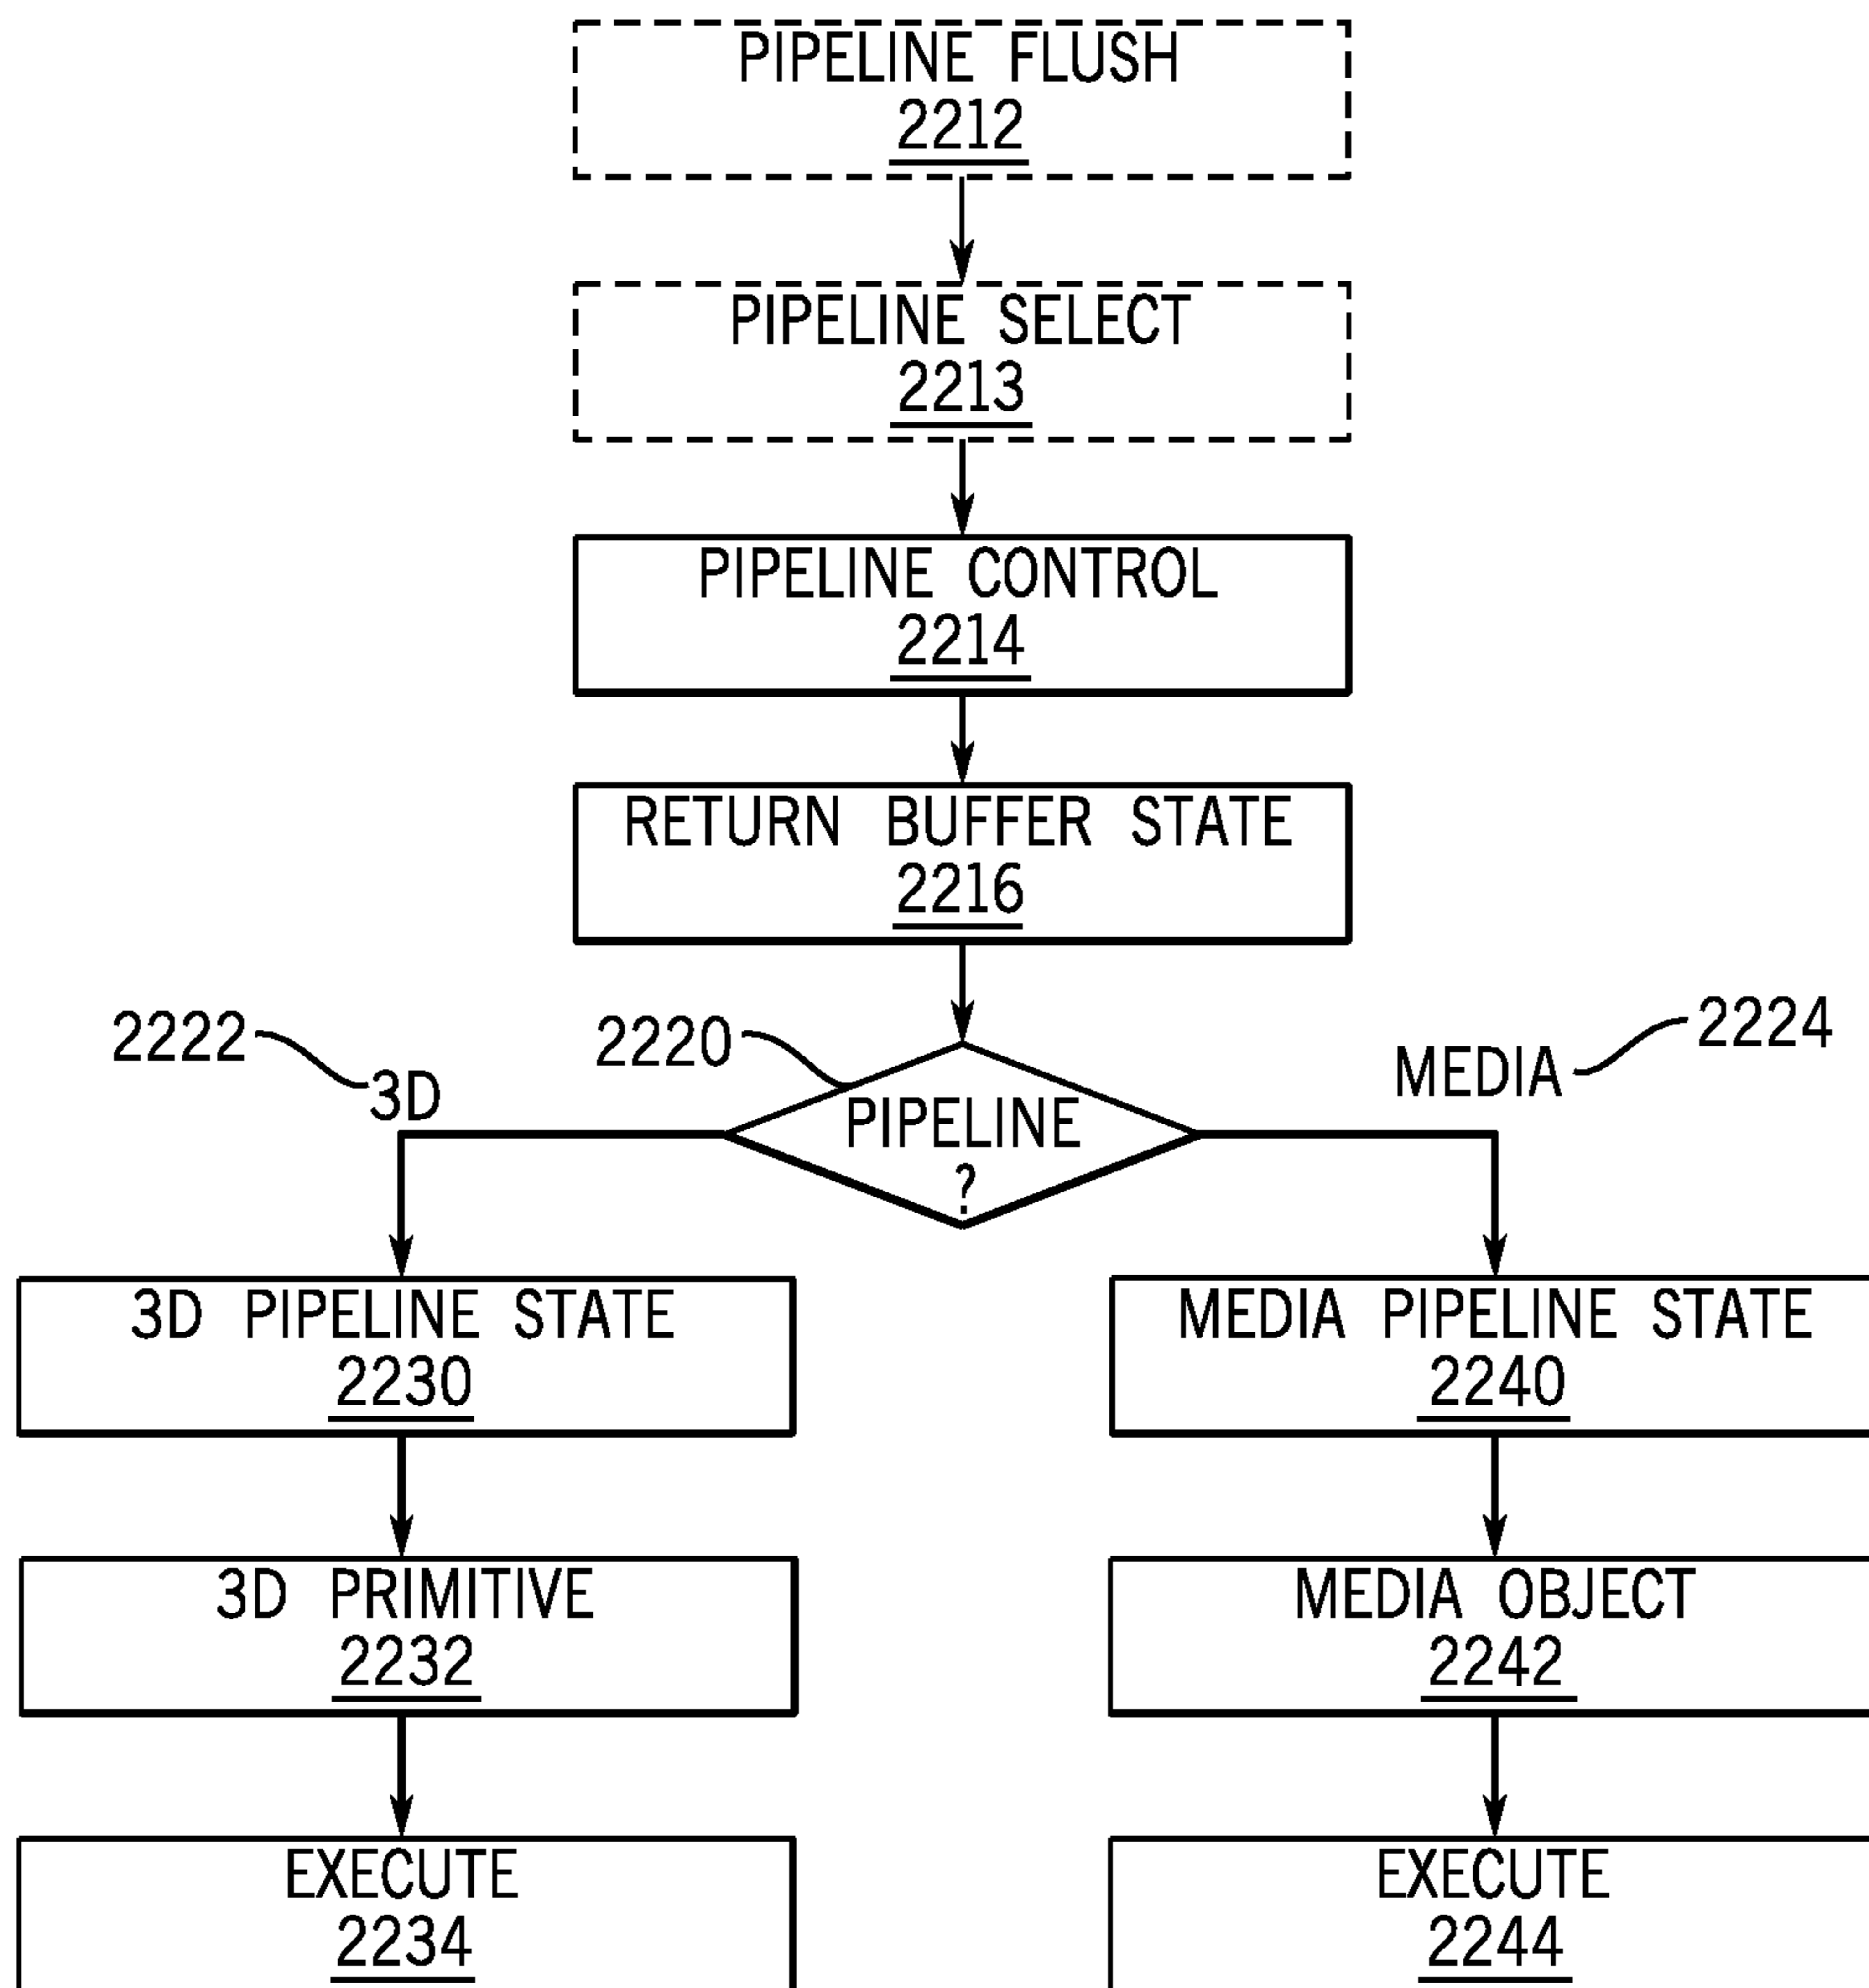 PIPELINE FLUSH
2212
PIPELINE SELECT
2213
PIPELINE CONTROL
2214
RETURN BUFFER STATE
2216
2222
3D
2220
PIPELINE
?
MEDIA
2224
3D PIPELINE STATE
2230
MEDIA PIPELINE STATE
2240
3D PRIMITIVE
2232
MEDIA OBJECT
2242
EXECUTE
2234
EXECUTE
2244